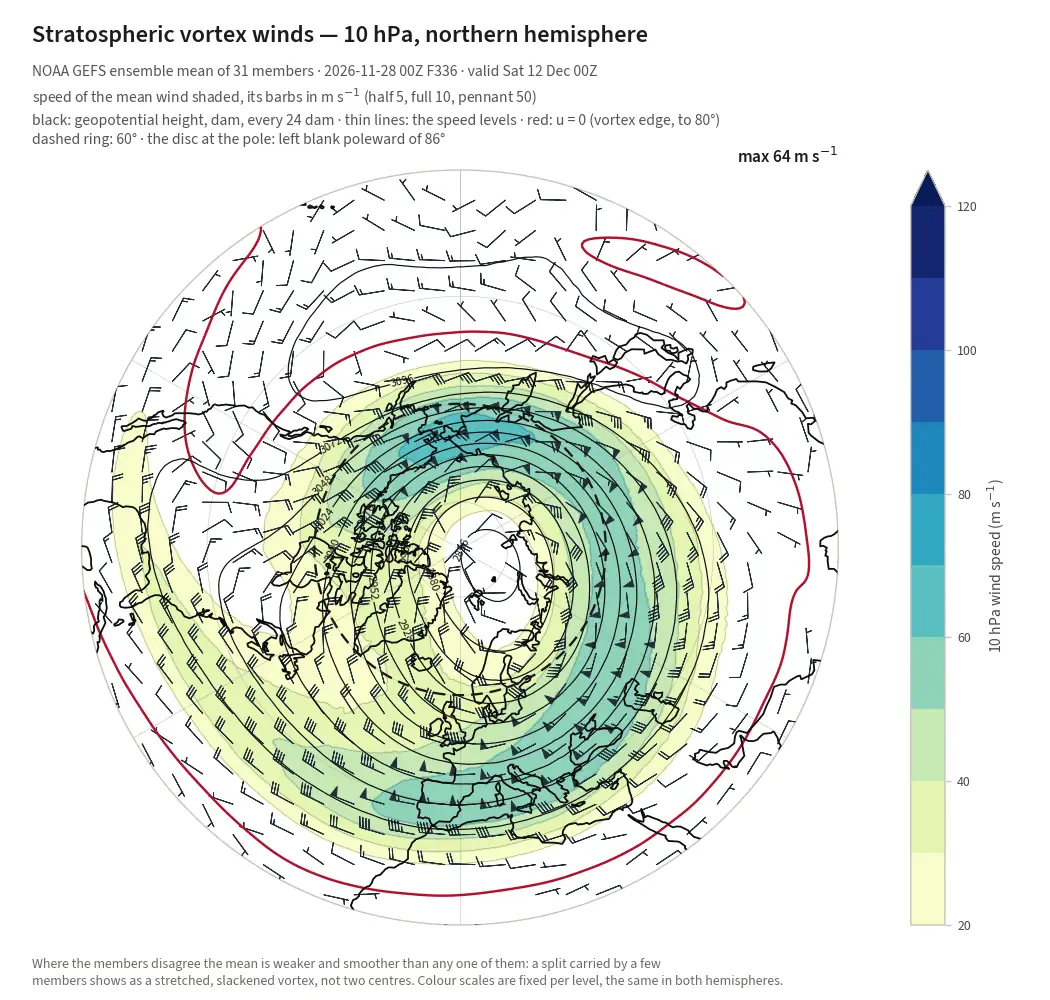 Stratospheric vortex winds — 10 hPa, northern hemisphere
NOAA GEFS ensemble mean of 31 members · 2026-11-28 00Z F336 · valid Sat 12 Dec 00Z
speed of the mean wind shaded, its barbs in m s⁻¹ (half 5, full 10, pennant 50)
black: geopotential height, dam, every 24 dam · thin lines: the speed levels · red: u = 0 (vortex edge, to 80°)
dashed ring: 60° · the disc at the pole: left blank poleward of 86°
max 64 m s⁻¹
120
100
80
60
40
20
10 hPa wind speed (m s⁻¹)
3096
3072
3048
3024
Where the members disagree the mean is weaker and smoother than any one of them: a split carried by a few
members shows as a stretched, slackened vortex, not two centres. Colour scales are fixed per level, the same in both hemispheres.